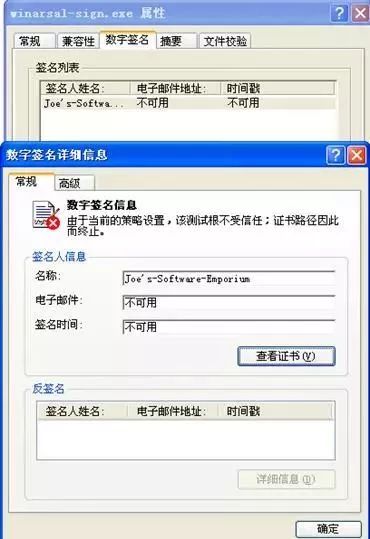 winarsal-sign.exe 属性
常规 兼容性 数字签名 摘要 文件校验
签名列表
签名人姓名: 电子邮件地址: 时间戳
Joe's-Softwa... 不可用 不可用
数字签名详细信息
常规 高级
数字签名信息
由于当前的策略设置，该测试根不受信任；证书路径因此
而终止。
签名人信息
名称: Joe's-Software-Emporium
电子邮件: 不可用
签名时间: 不可用
查看证书(V)
反签名
签名人姓名: 电子邮件地址: 时间戳
详细信息(D)
确定